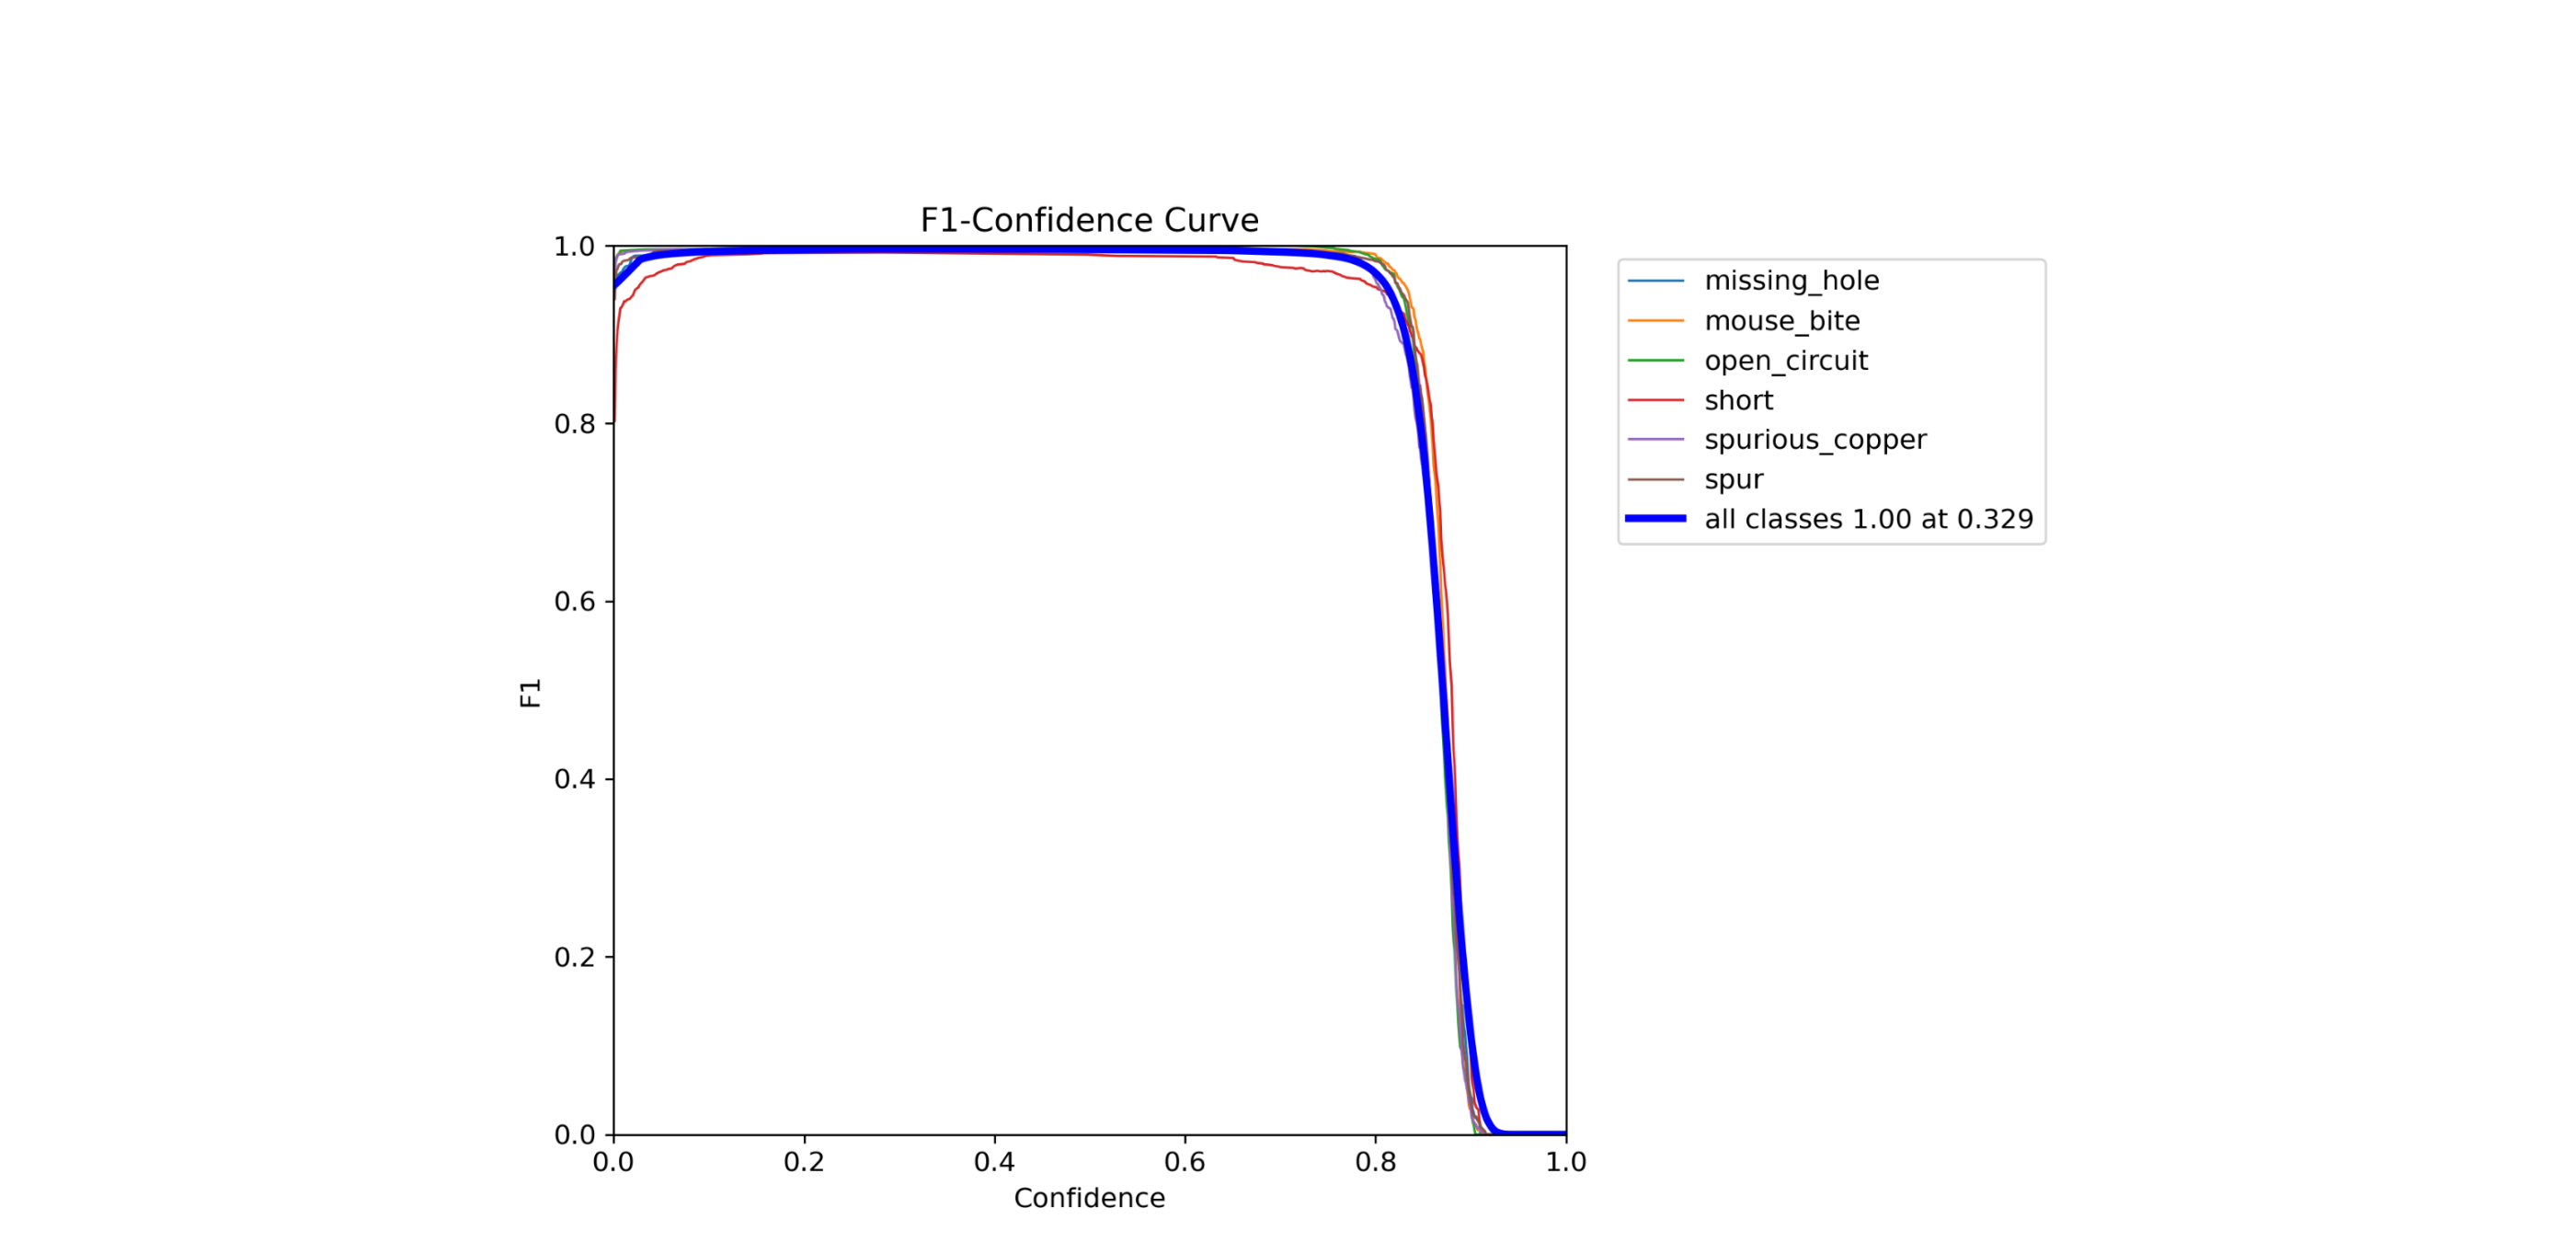 F1-Confidence Curve
1.0
0.8
0.6
0.4
0.2
0.0
F1
0.0 0.2 0.4 0.6 0.8 1.0
Confidence
missing_hole
mouse_bite
open_circuit
short
spurious_copper
spur
all classes 1.00 at 0.329